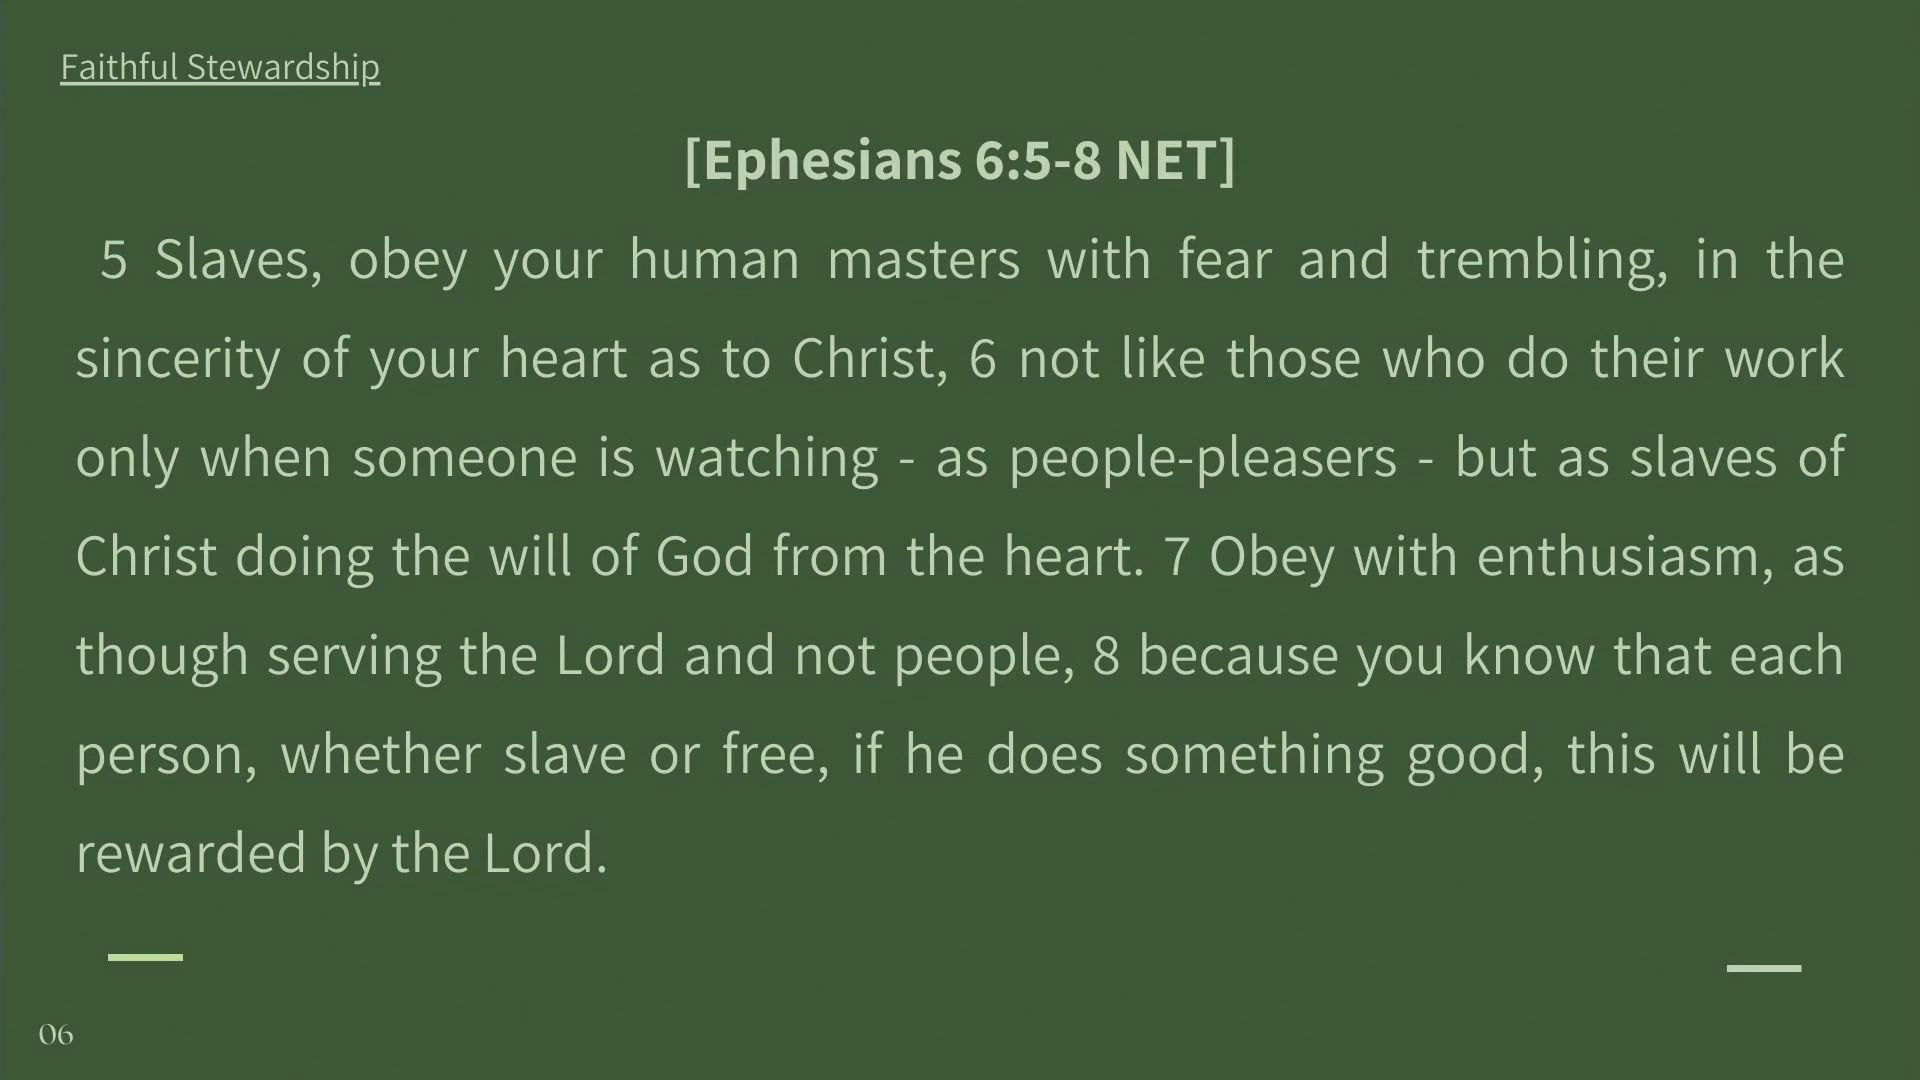 Faithful Stewardship
[Ephesians 6:5-8 NET]
5 Slaves, obey your human masters with fear and trembling, in the
sincerity of your heart as to Christ, 6 not like those who do their work
only when someone is watching - as people-pleasers - but as slaves of
Christ doing the will of God from the heart. 7 Obey with enthusiasm, as
though serving the Lord and not people, 8 because you know that each
person, whether slave or free, if he does something good, this will be
rewarded by the Lord.
06